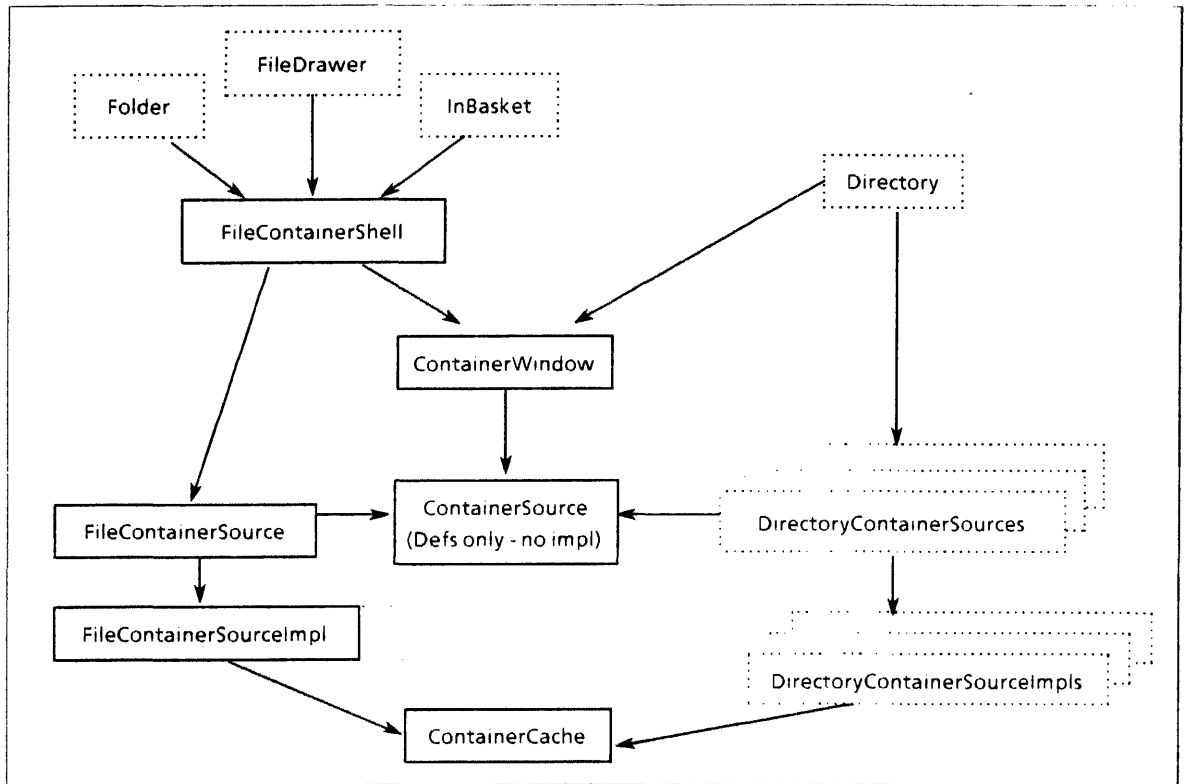 FileDrawer
Folder
InBasket
Directory
FileContainerShell
ContainerWindow
ContainerSource
(Defs only - no impl)
FileContainerSource
DirectoryContainerSources
FileContainerSourceImpl
DirectoryContainerSourceImpls
ContainerCache